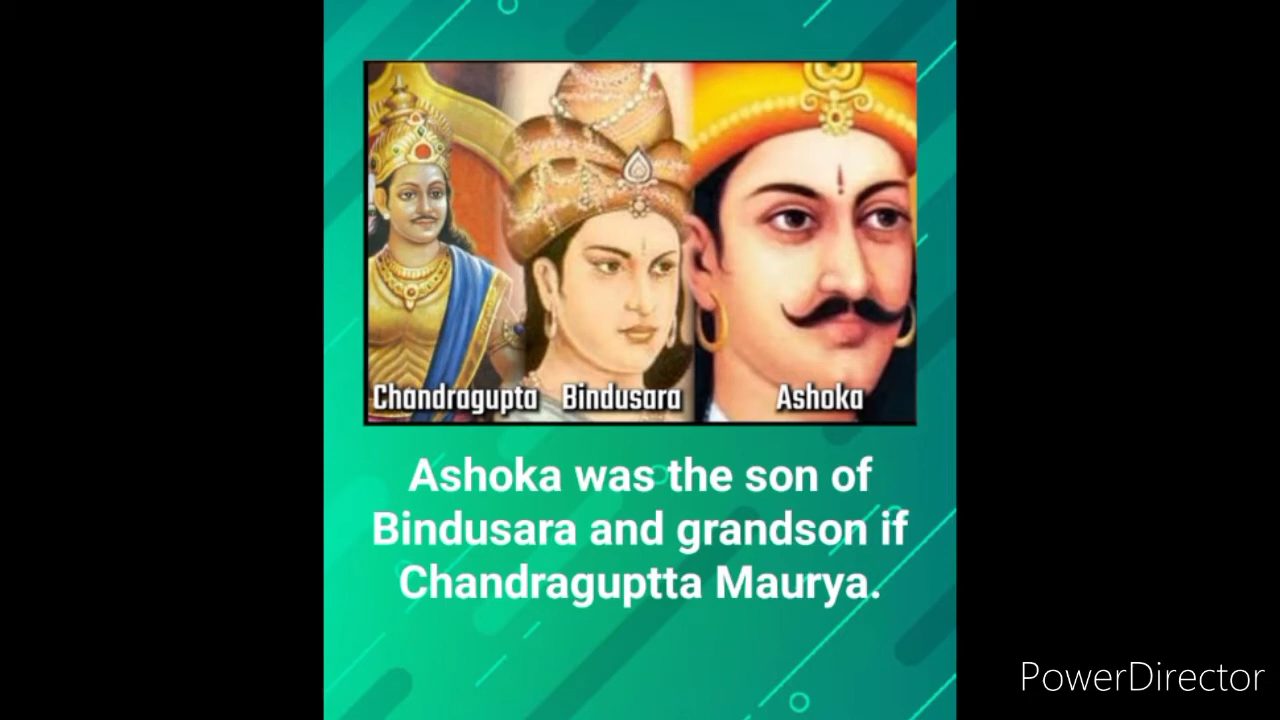 Chandragupta Bindusara Ashoka
Ashoka was the son of
Bindusara and grandson if
Chandraguptta Maurya.
PowerDirector